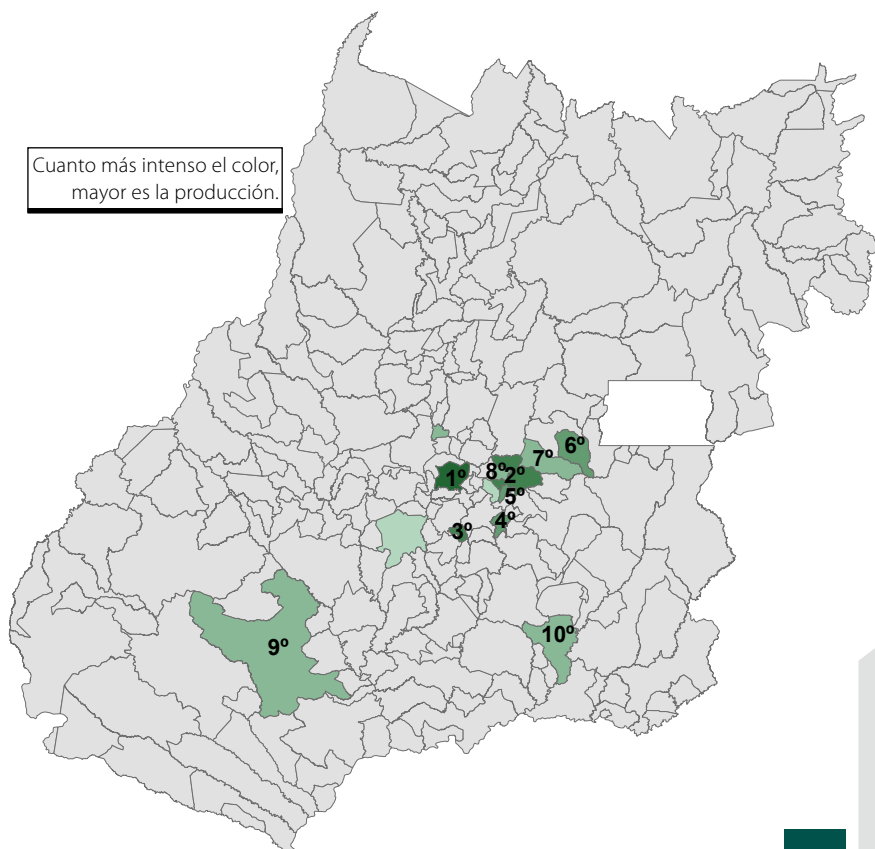 Cuanto más intenso el color,
mayor es la producción.
6º
7º
8º
2º
1º
5º
4º
3º
10º
9º